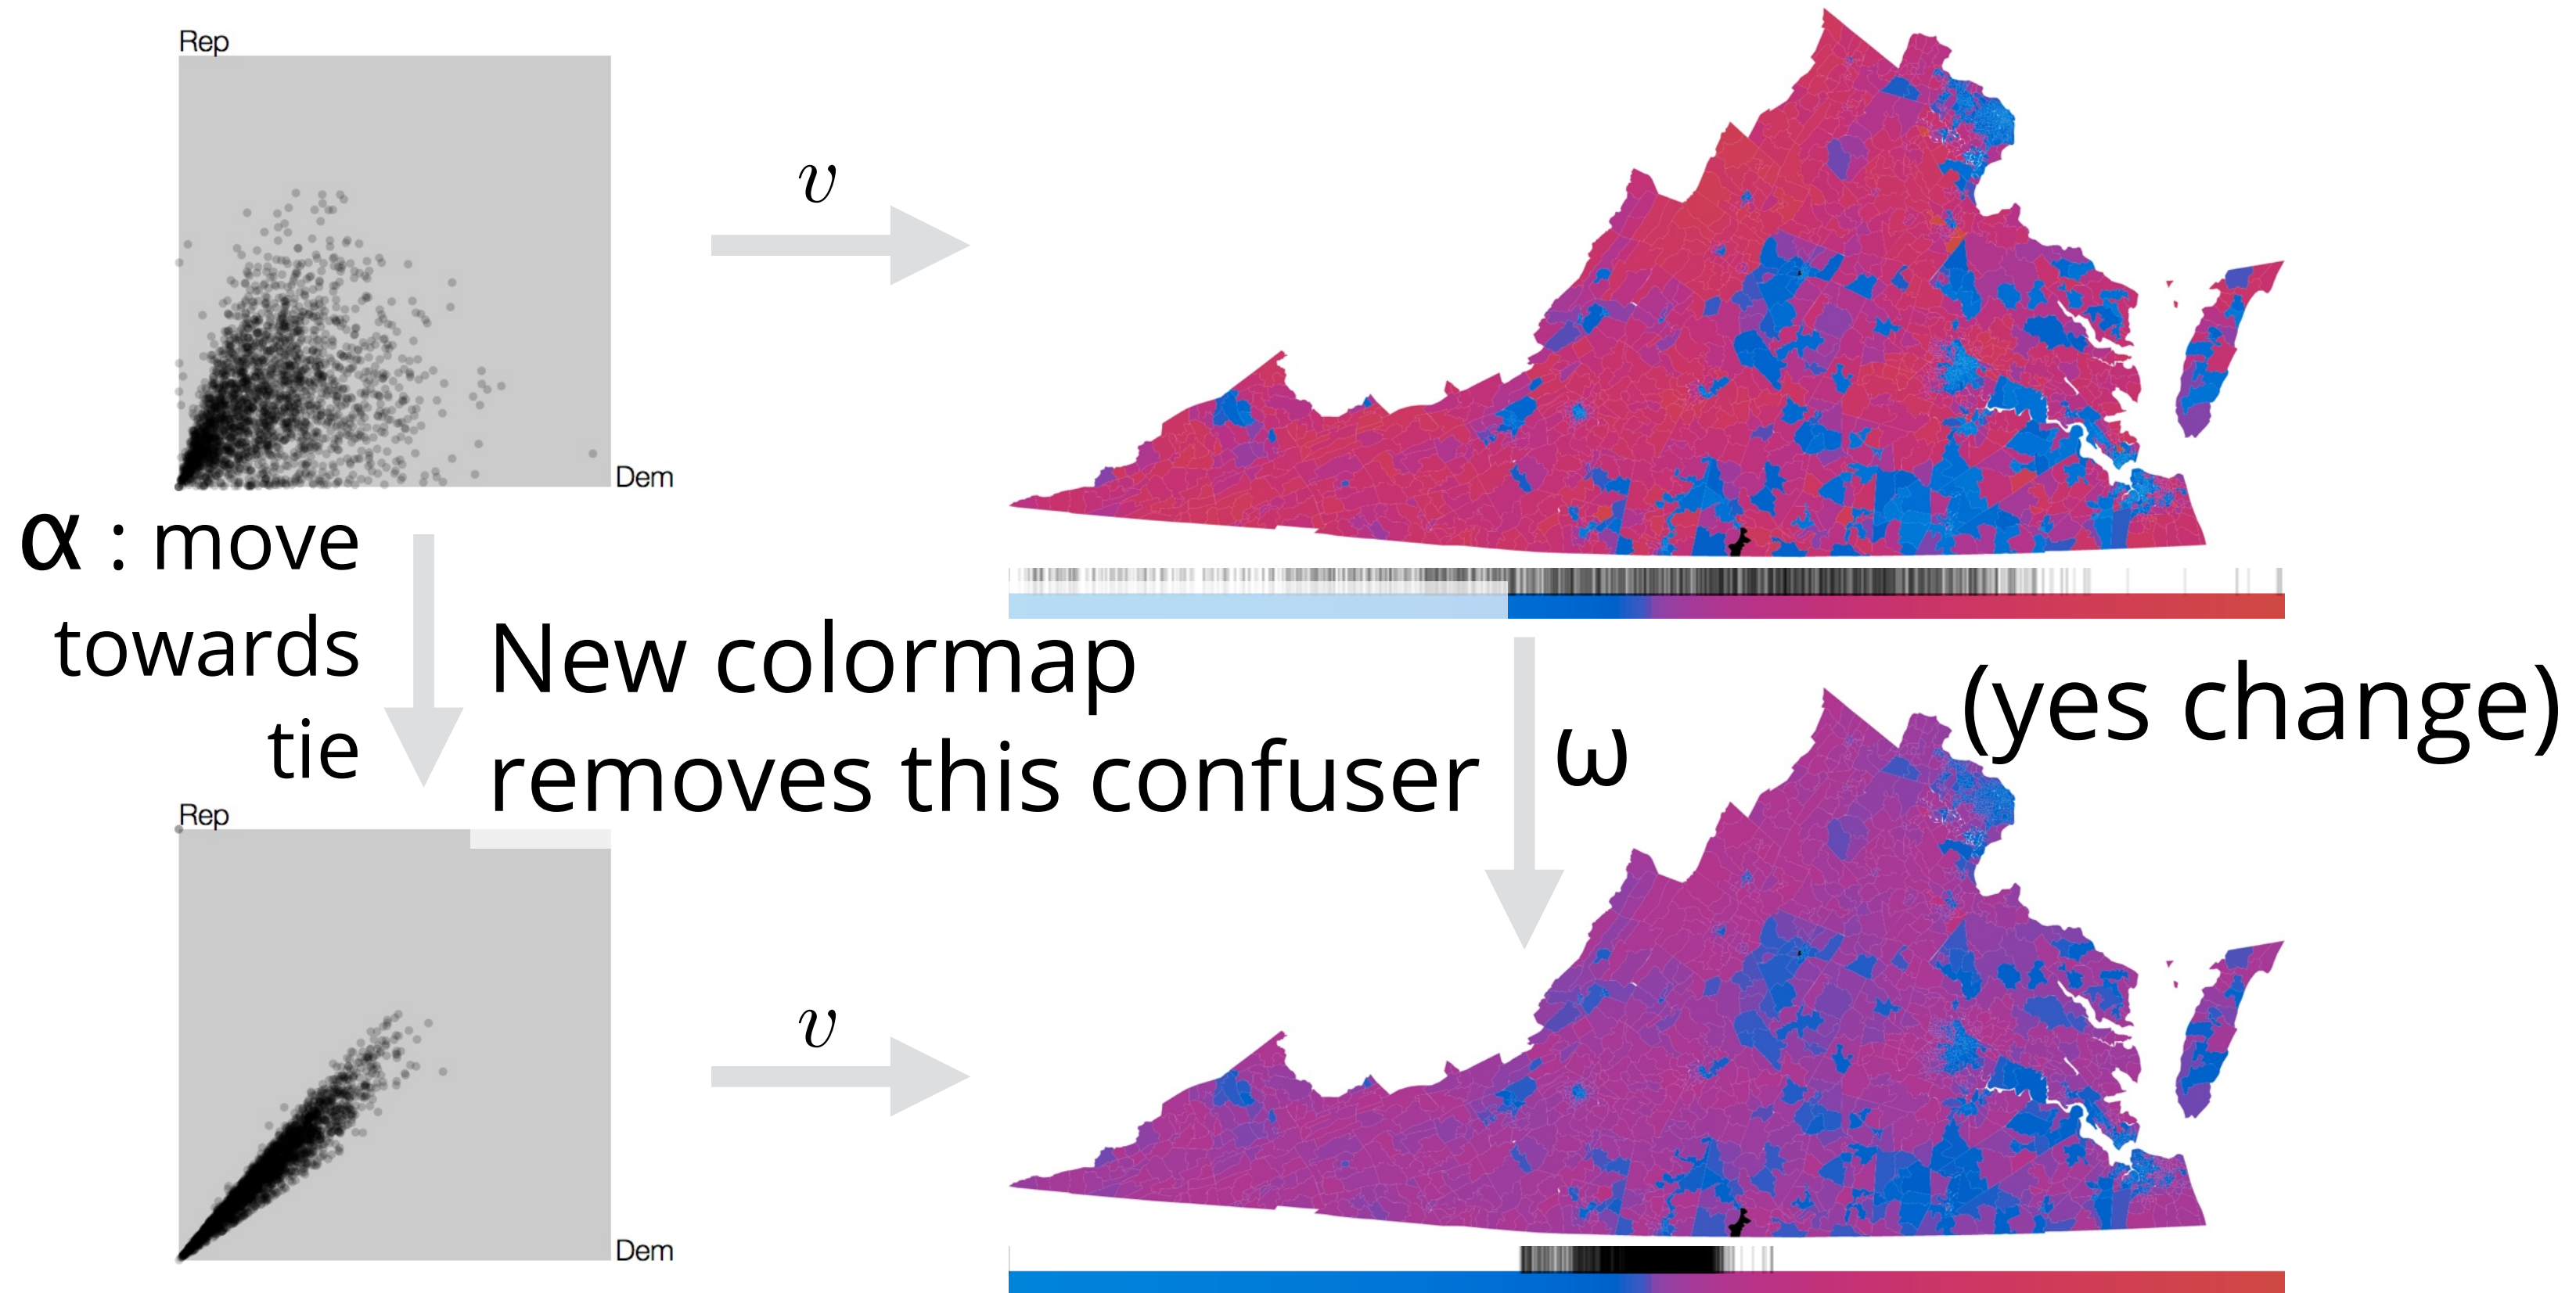 Rep
Dem
v
α : move
towards
tie
New colormap
removes this confuser
ω
(yes change)
Rep
Dem
v